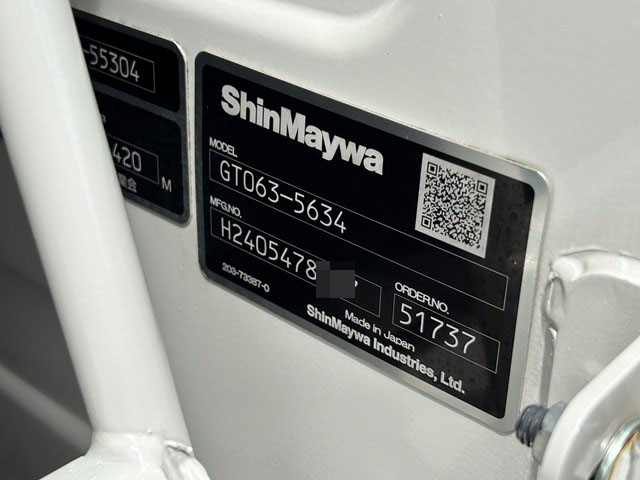 -55304
420 M
ShinMaywa
MODEL
GT063-5634
MFG.NO.
H2405478
203-73387-0
ORDER.NO.
51737
Made in Japan
ShinMaywa Industries, Ltd.